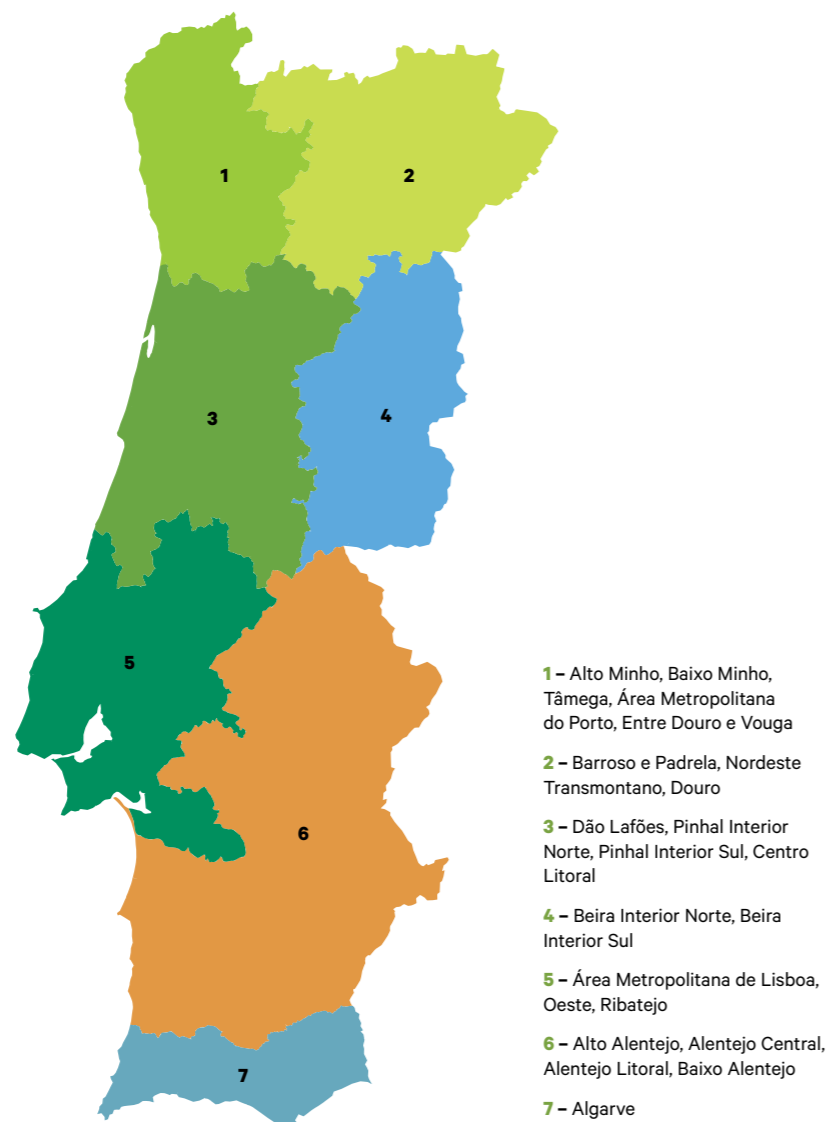 1
2
3
4
5
6
7
1 – Alto Minho, Baixo Minho,
Tâmega, Área Metropolitana
do Porto, Entre Douro e Vouga
2 – Barroso e Padrela, Nordeste
Transmontano, Douro
3 – Dão Lafões, Pinhal Interior
Norte, Pinhal Interior Sul, Centro
Litoral
4 – Beira Interior Norte, Beira
Interior Sul
5 – Área Metropolitana de Lisboa,
Oeste, Ribatejo
6 – Alto Alentejo, Alentejo Central,
Alentejo Litoral, Baixo Alentejo
7 – Algarve